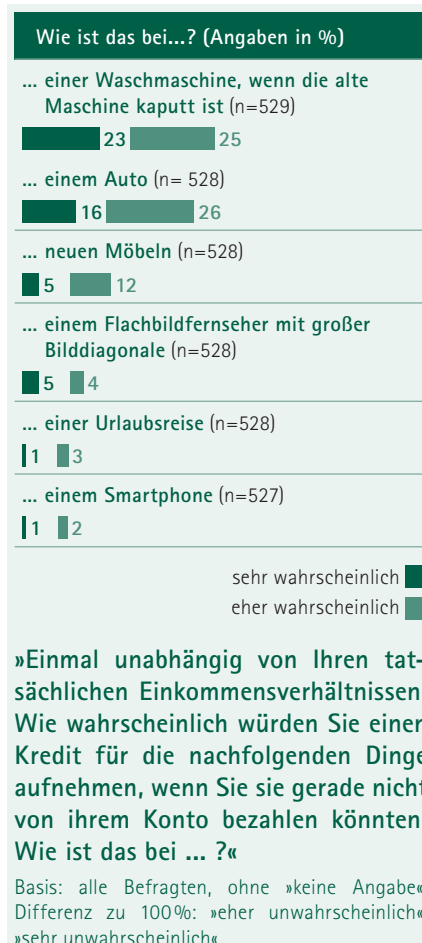 Wie ist das bei...? (Angaben in %)
... einer Waschmaschine, wenn die alte
Maschine kaputt ist (n=529)
23 25
... einem Auto (n= 528)
16 26
... neuen Möbeln (n=528)
5 12
... einem Flachbildfernseher mit großer
Bilddiagonale (n=528)
5 4
... einer Urlaubsreise (n=528)
1 3
... einem Smartphone (n=527)
1 2
sehr wahrscheinlich
eher wahrscheinlich
»Einmal unabhängig von Ihren tat-
sächlichen Einkommensverhältnissen
Wie wahrscheinlich würden Sie einen
Kredit für die nachfolgenden Dinge
aufnehmen, wenn Sie sie gerade nicht
von ihrem Konto bezahlen könnten
Wie ist das bei ... ?«
Basis: alle Befragten, ohne »keine Angabe«
Differenz zu 100%: »eher unwahrscheinlich«
»sehr unwahrscheinlich«